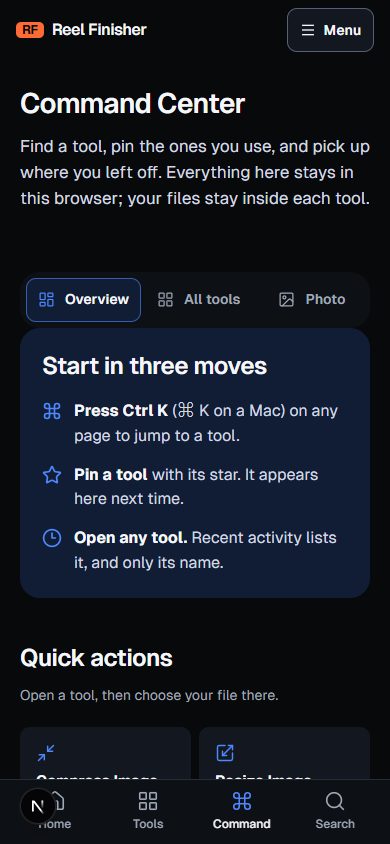 RF Reel Finisher
Menu
Command Center
Find a tool, pin the ones you use, and pick up
where you left off. Everything here stays in
this browser; your files stay inside each tool.
Overview
All tools
Photo
Start in three moves
Press Ctrl K (⌘ K on a Mac) on any
page to jump to a tool.
Pin a tool with its star. It appears
here next time.
Open any tool. Recent activity lists
it, and only its name.
Quick actions
Open a tool, then choose your file there.
Compress Image
Resize Image
N
Home
Tools
Command
Search